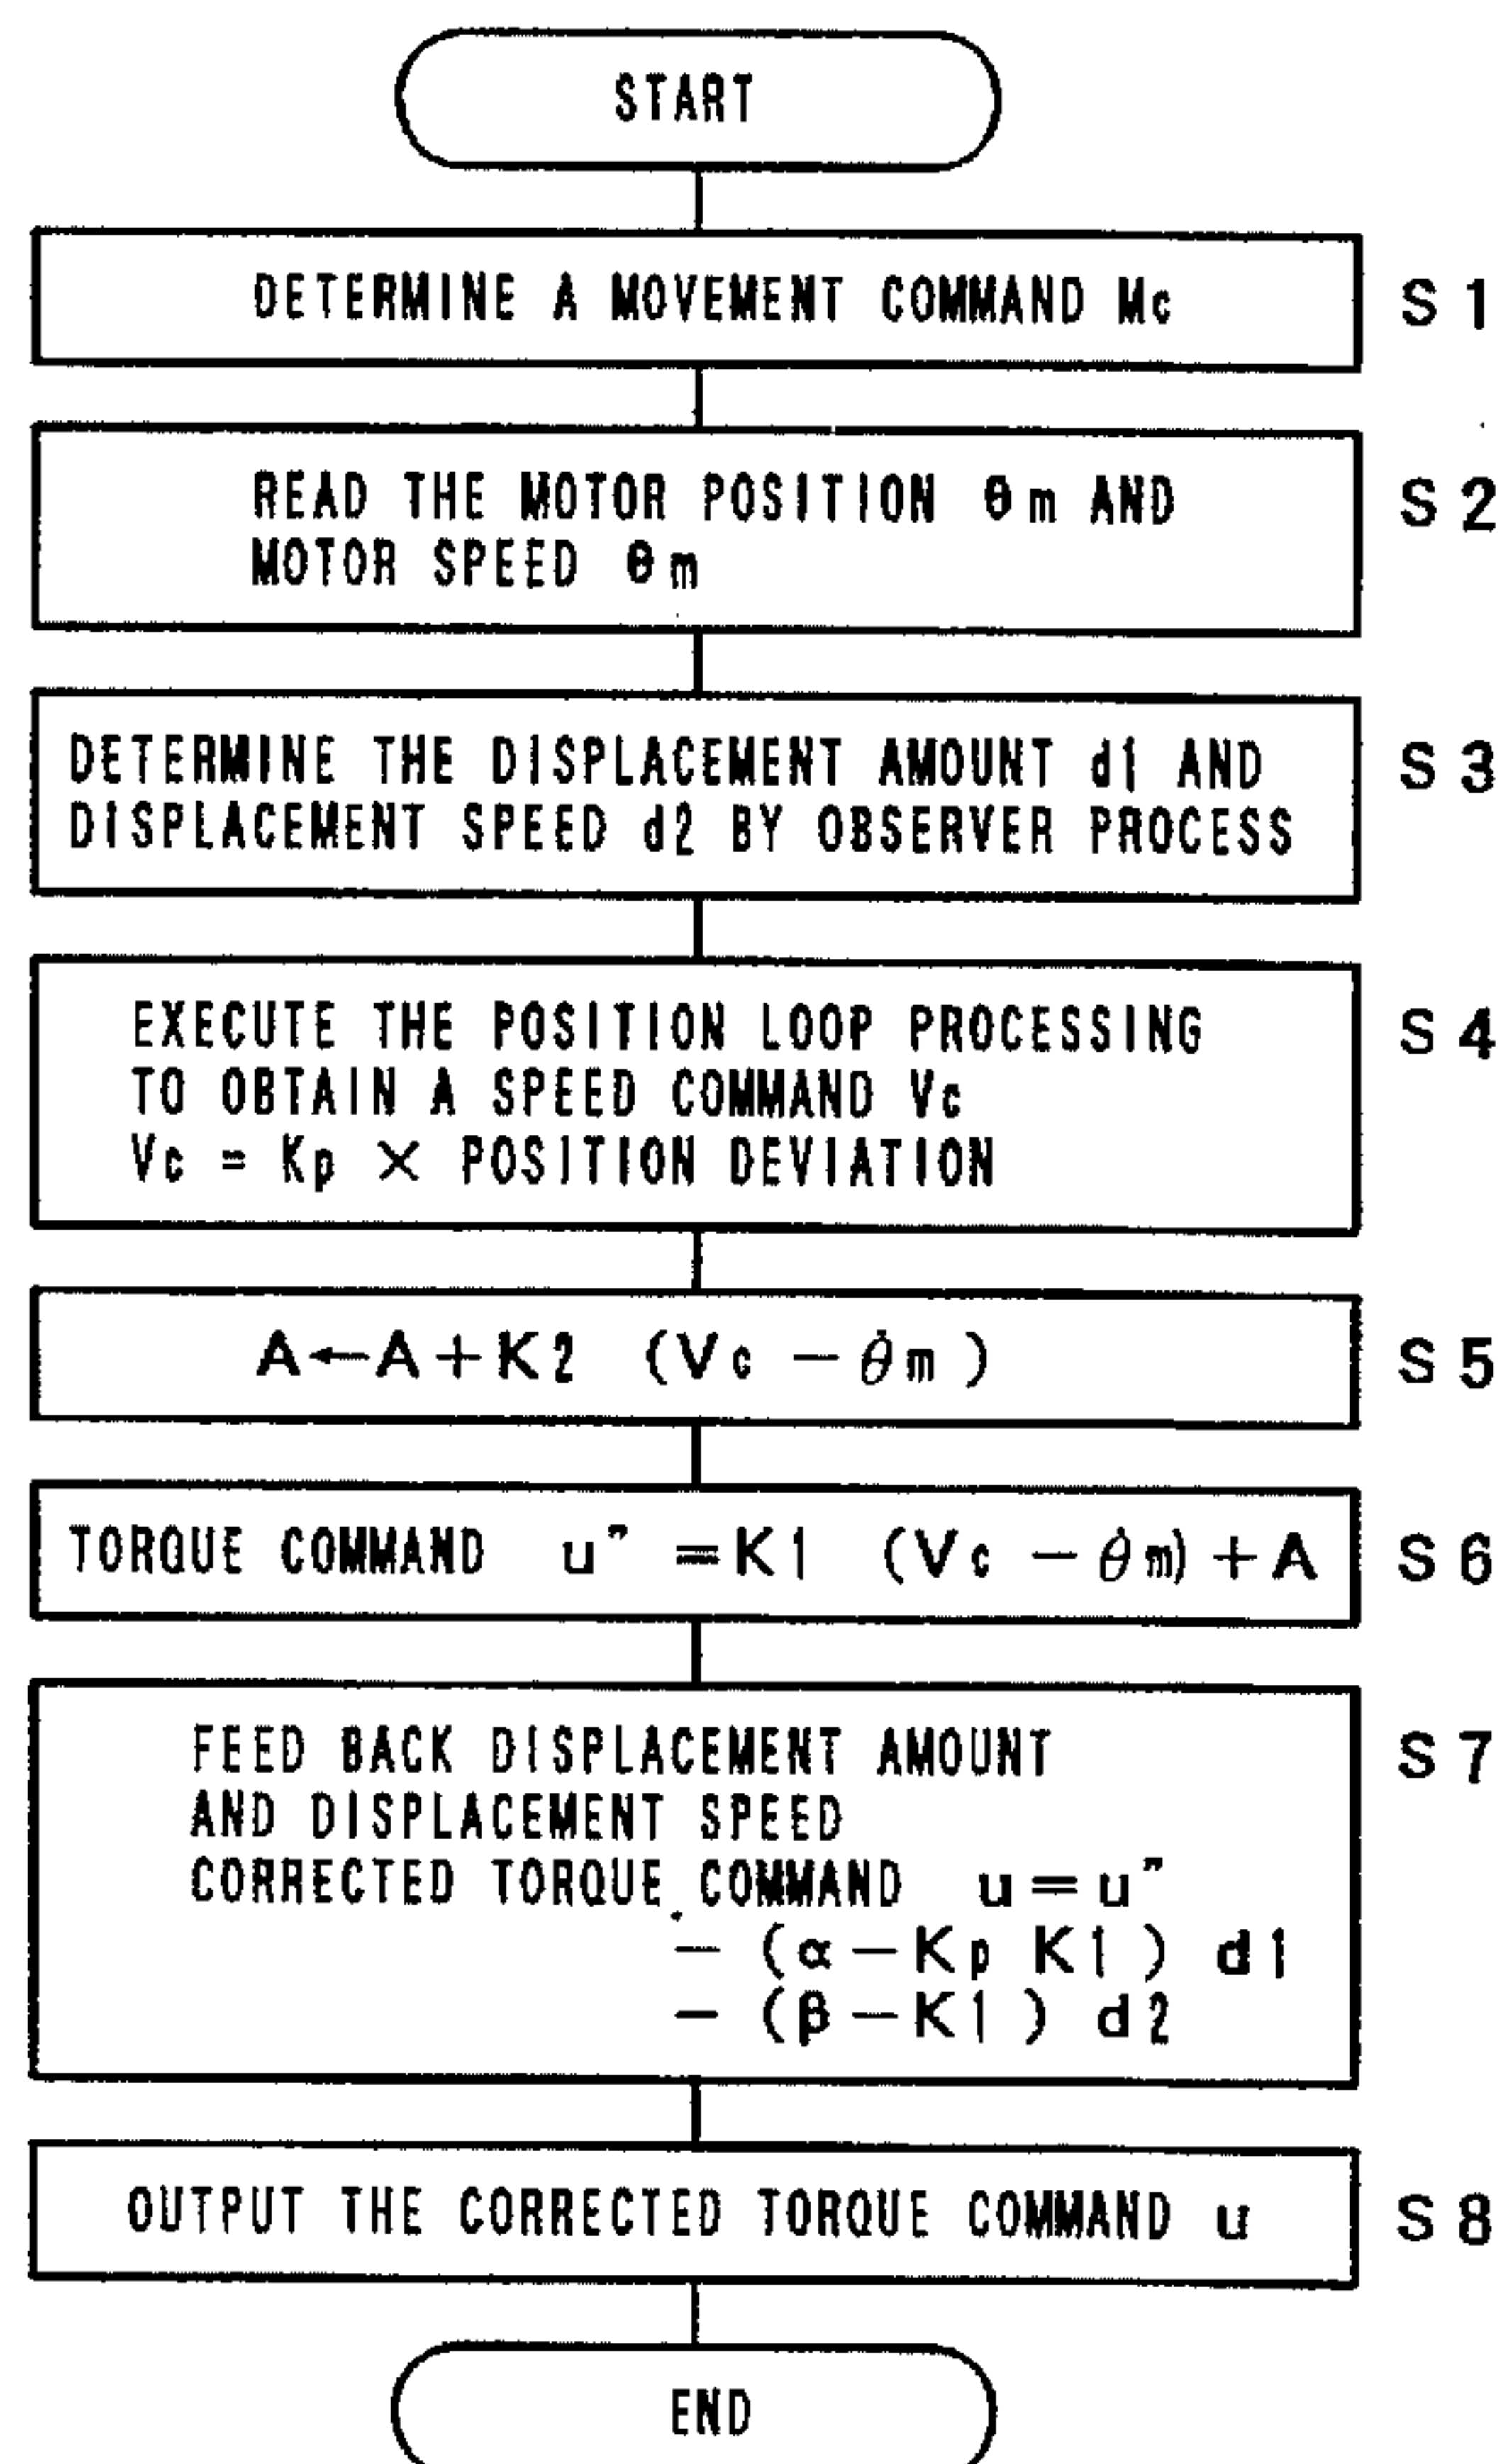 START
DETERMINE A MOVEMENT COMMAND Mc
S1
READ THE MOTOR POSITION θm AND
MOTOR SPEED θm
S2
DETERMINE THE DISPLACEMENT AMOUNT d1 AND
DISPLACEMENT SPEED d2 BY OBSERVER PROCESS
S3
EXECUTE THE POSITION LOOP PROCESSING
TO OBTAIN A SPEED COMMAND Vc
Vc = Kp × POSITION DEVIATION
S4
A←A+K2 (Vc − θ̇m)
S5
TORQUE COMMAND u" =K1 (Vc − θ̇m) +A
S6
FEED BACK DISPLACEMENT AMOUNT
AND DISPLACEMENT SPEED
CORRECTED TORQUE COMMAND u=u"
− (α−Kp K1) d1
− (β−K1) d2
S7
OUTPUT THE CORRECTED TORQUE COMMAND u
S8
END